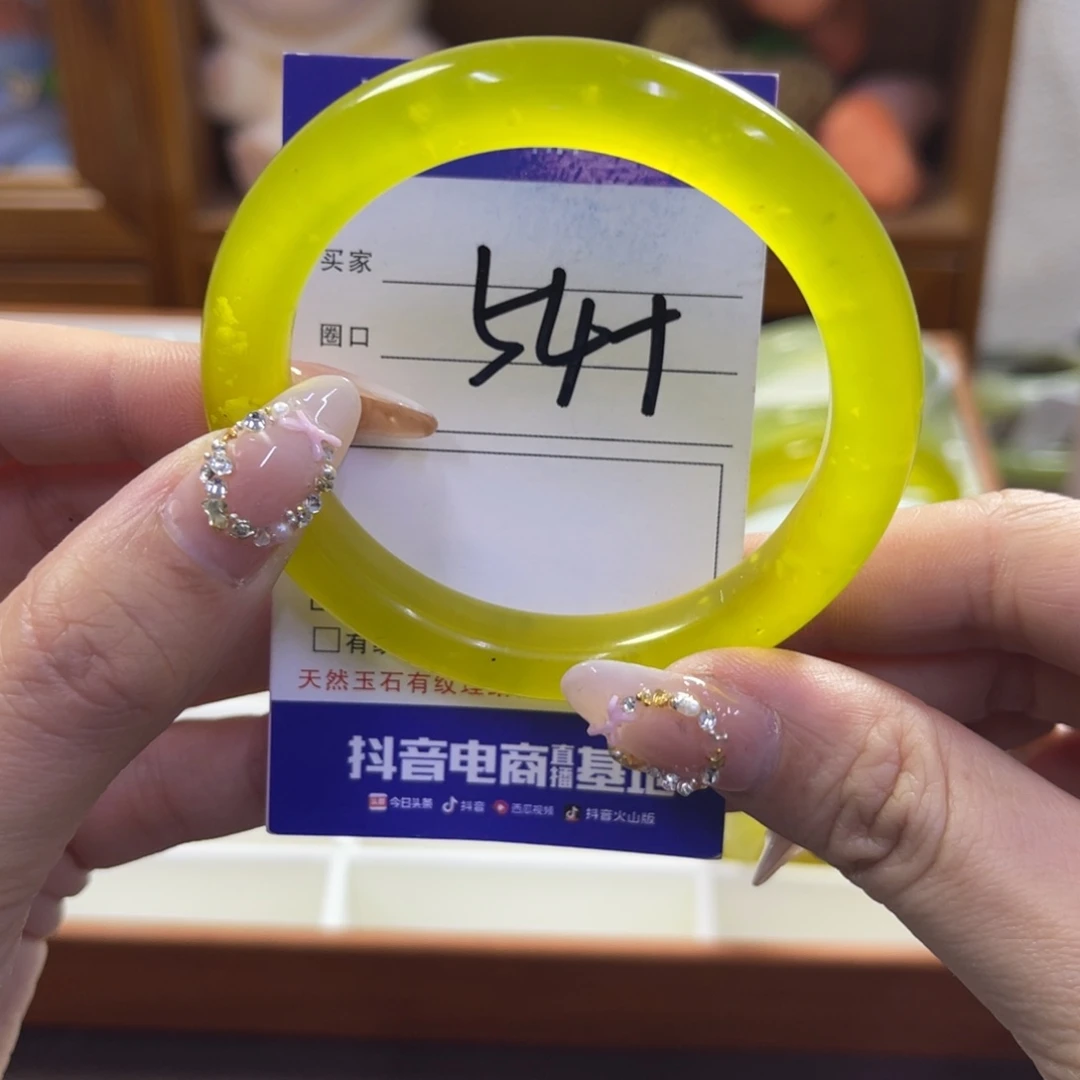 买家
圈口
541
有
天然玉石有纹理
抖音电商直播基地
今日头条 抖音 西瓜视频 抖音火山版